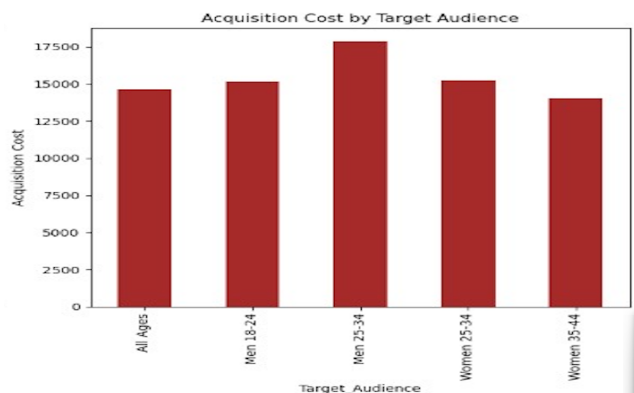 Acquisition Cost by Target Audience
17500
15000
12500
10000
7500
5000
2500
0
Acquisition Cost
All Ages
Men 18-24
Men 25-34
Women 25-34
Women 35-44
Target_Audience